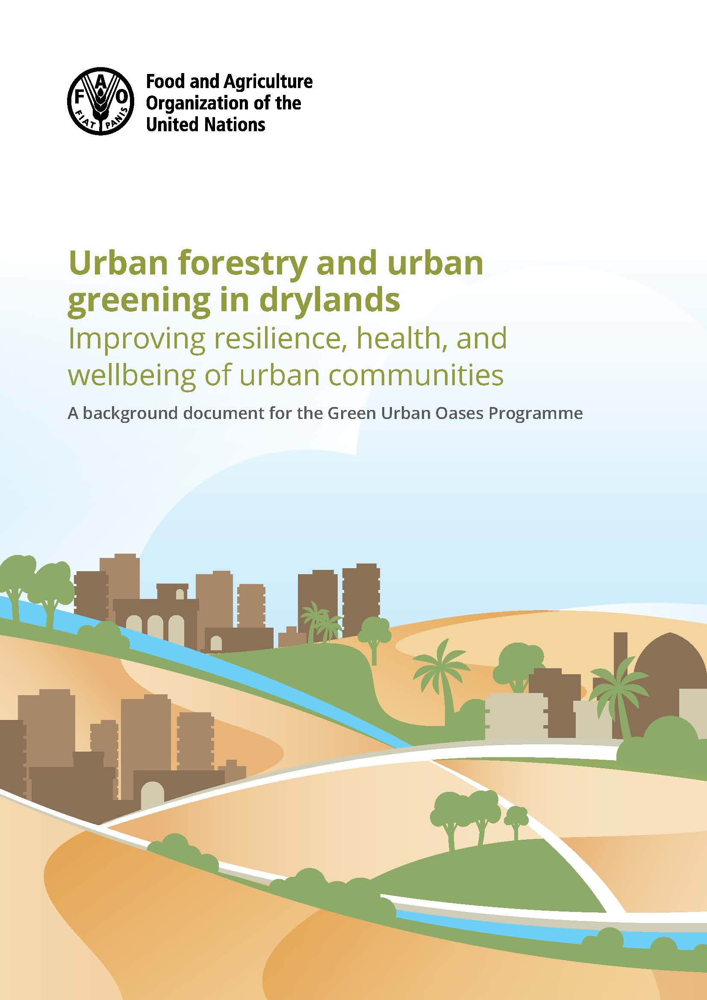 F A O
FIAT PANIS
Food and Agriculture
Organization of the
United Nations
Urban forestry and urban
greening in drylands
Improving resilience, health, and
wellbeing of urban communities
A background document for the Green Urban Oases Programme